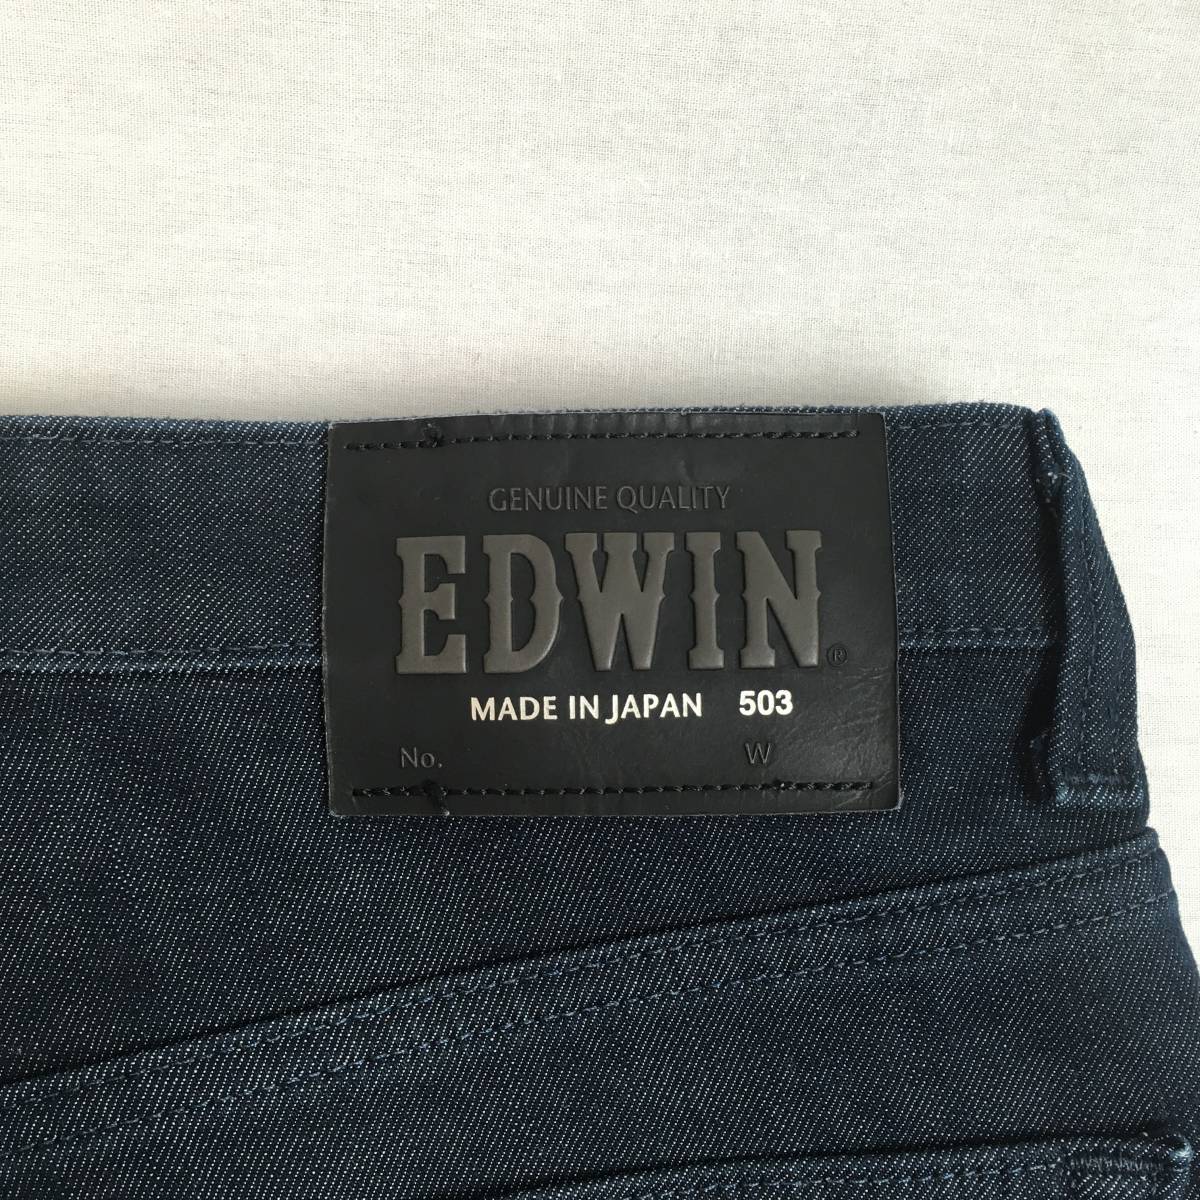 GENUINE QUALITY
EDWIN®
MADE IN JAPAN 503
No. W